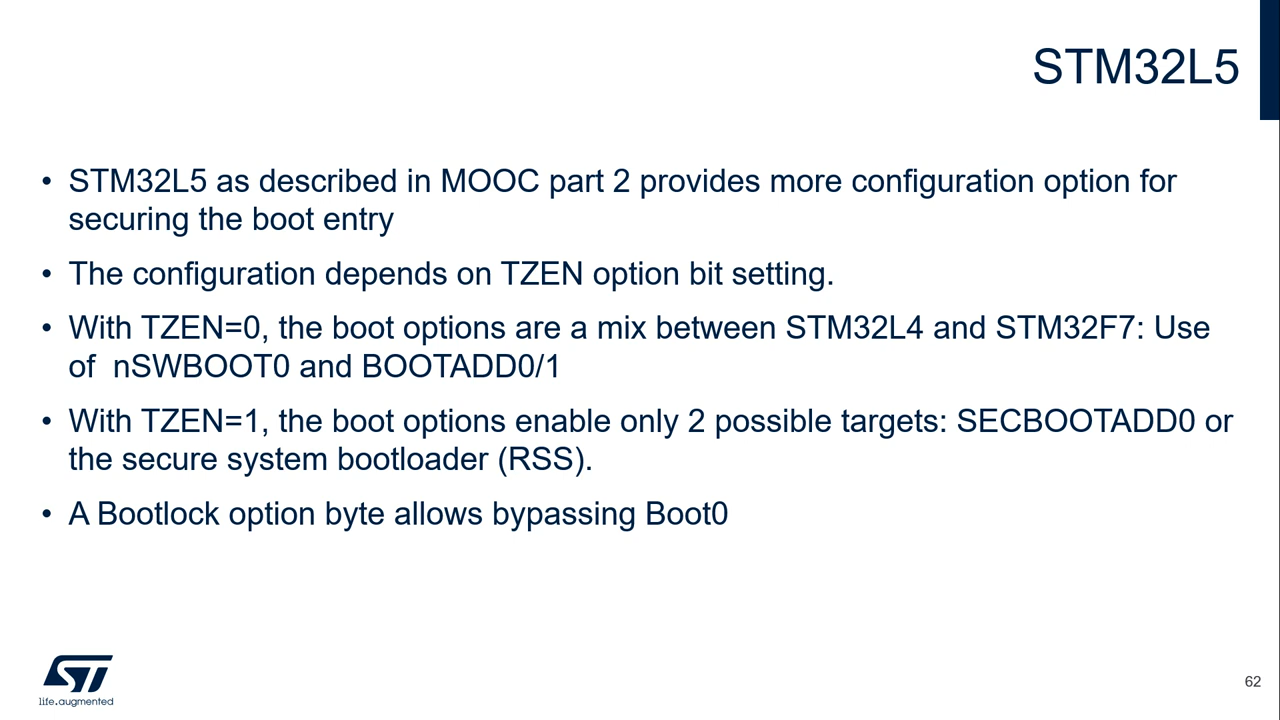 STM32L5
• STM32L5 as described in MOOC part 2 provides more configuration option for
securing the boot entry
• The configuration depends on TZEN option bit setting.
• With TZEN=0, the boot options are a mix between STM32L4 and STM32F7: Use
of  nSWBOOT0 and BOOTADD0/1
• With TZEN=1, the boot options enable only 2 possible targets: SECBOOTADD0 or
the secure system bootloader (RSS).
• A Bootlock option byte allows bypassing Boot0
ST
life.augmented
62